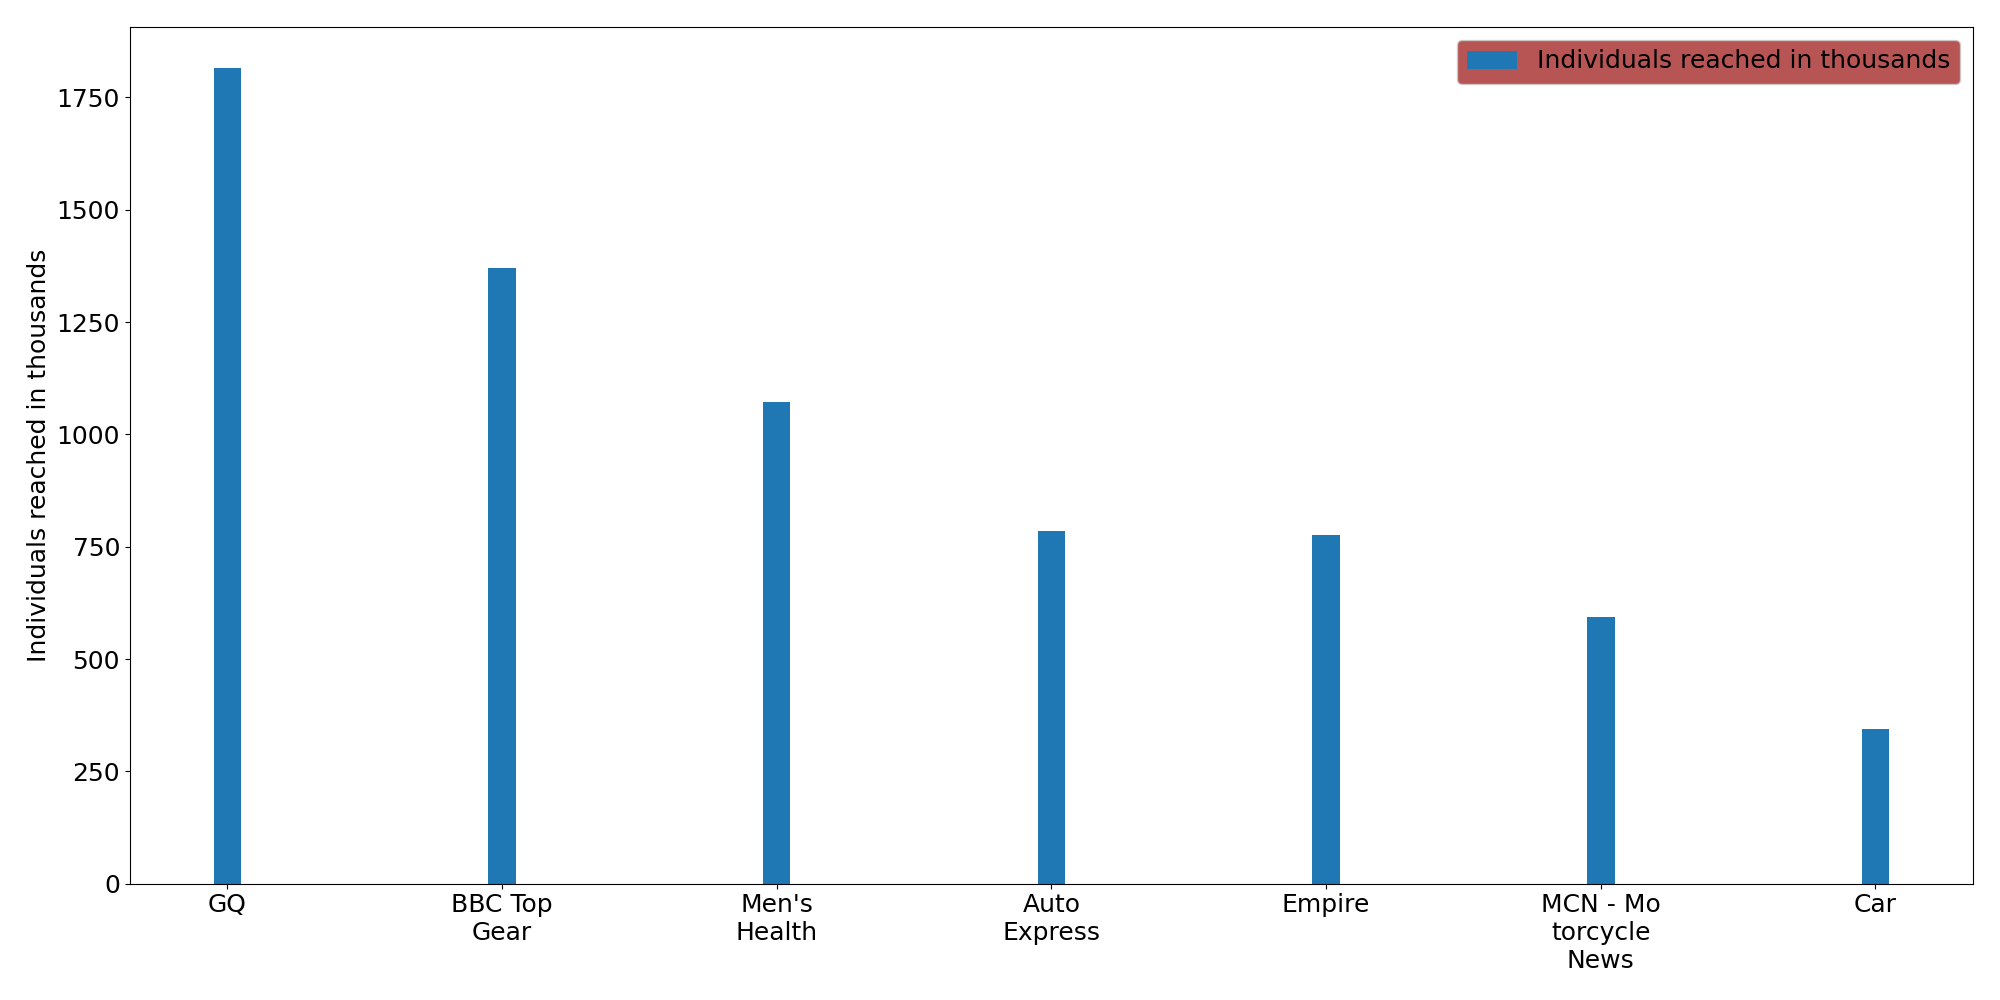 Individuals reached in thousands
Individuals reached in thousands
1750
1500
1250
1000
750
500
250
0
GQ
BBC Top
Gear
Men's
Health
Auto
Express
Empire
MCN - Mo
torcycle
News
Car